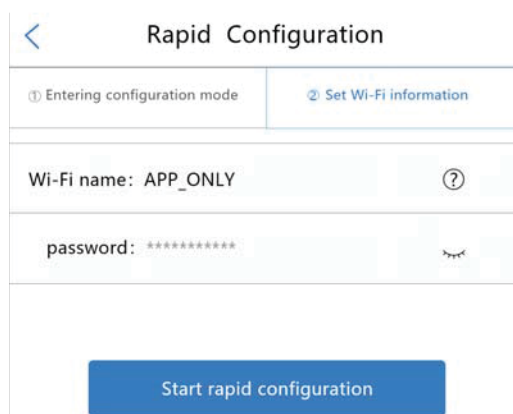 Rapid Configuration
① Entering configuration mode
② Set Wi-Fi information
Wi-Fi name: APP_ONLY
password: ***********
Start rapid configuration